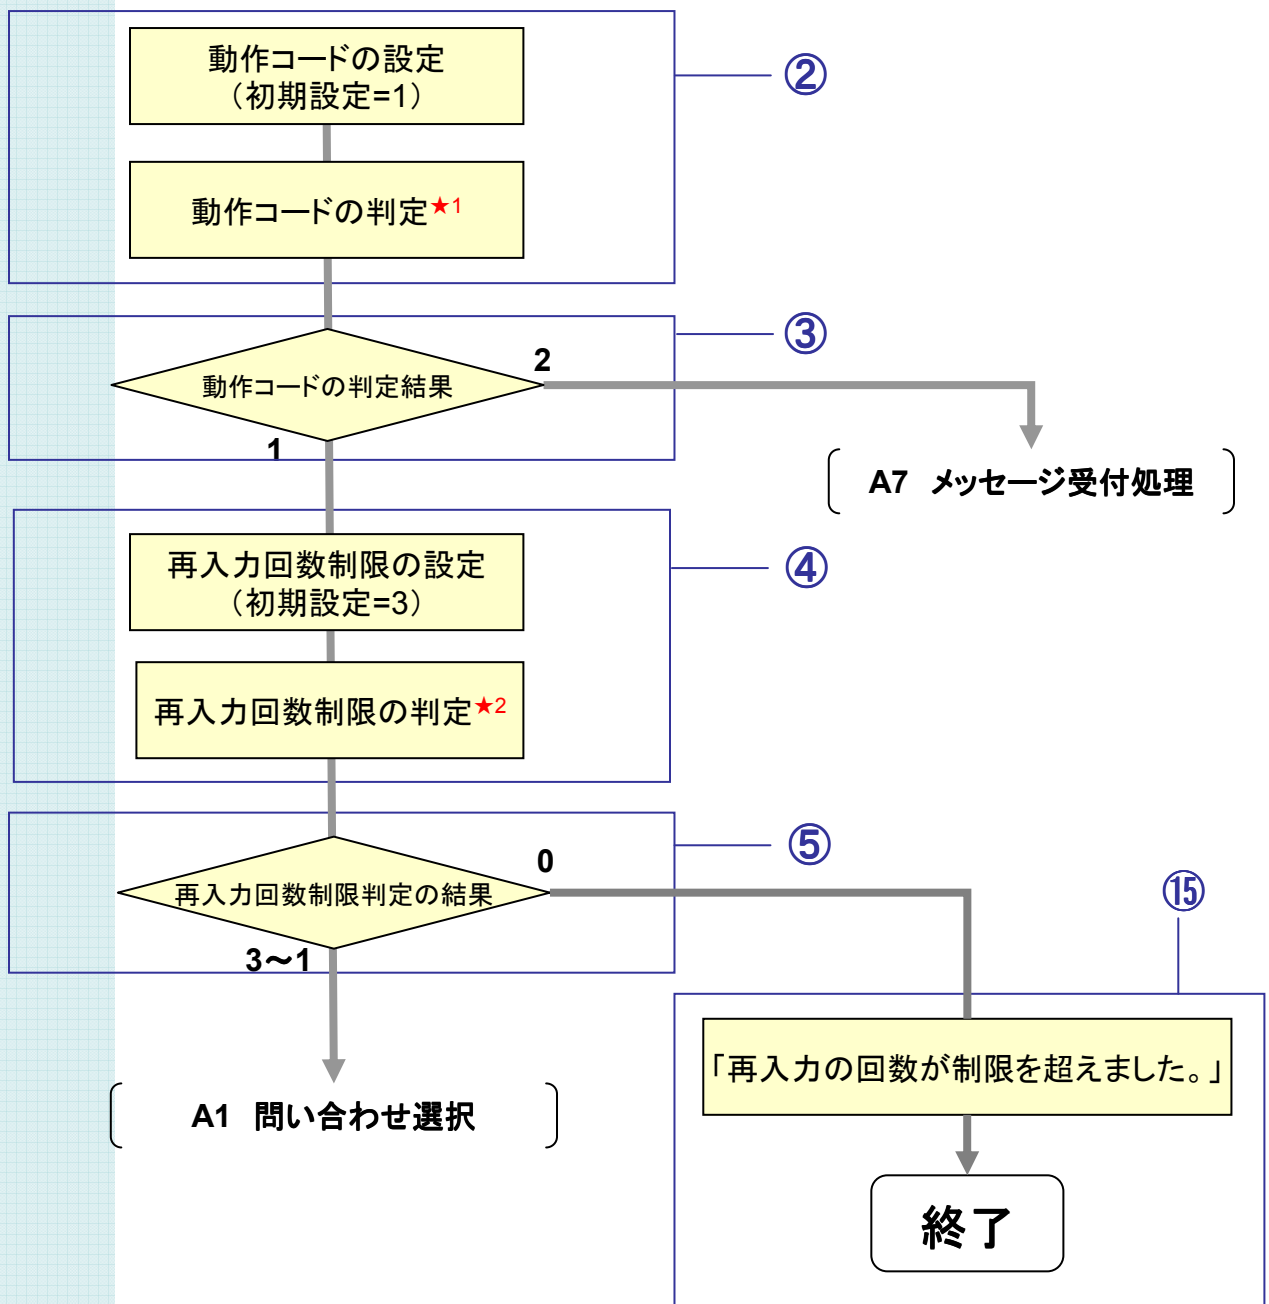 動作コードの設定
（初期設定=1）
②
動作コードの判定★1
③
2
動作コードの判定結果
1
A7 メッセージ受付処理
再入力回数制限の設定
（初期設定=3）
④
再入力回数制限の判定★2
⑤
0
再入力回数制限判定の結果
⑮
3～1
「再入力の回数が制限を超えました。」
A1 問い合わせ選択
終了